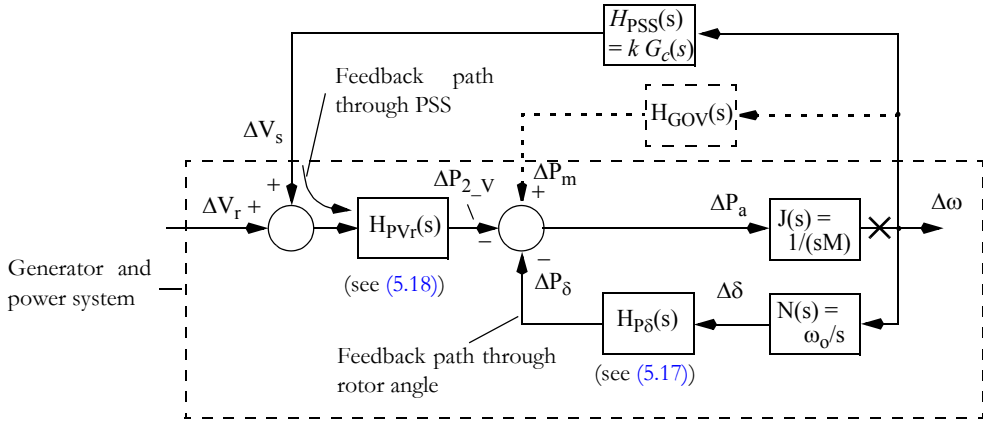 H_PSS(s)
= k G_c(s)
Feedback path
through PSS
H_GOV(s)
ΔV_s
+
ΔP_m
+
ΔV_r +
ΔP_2_V
H_PVr(s)
−
ΔP_a
J(s) =
1/(sM)
Δω
(see (5.18))
−
ΔP_δ
Generator and
power system
H_Pδ(s)
Δδ
N(s) =
ω_o/s
Feedback path through
rotor angle
(see (5.17))